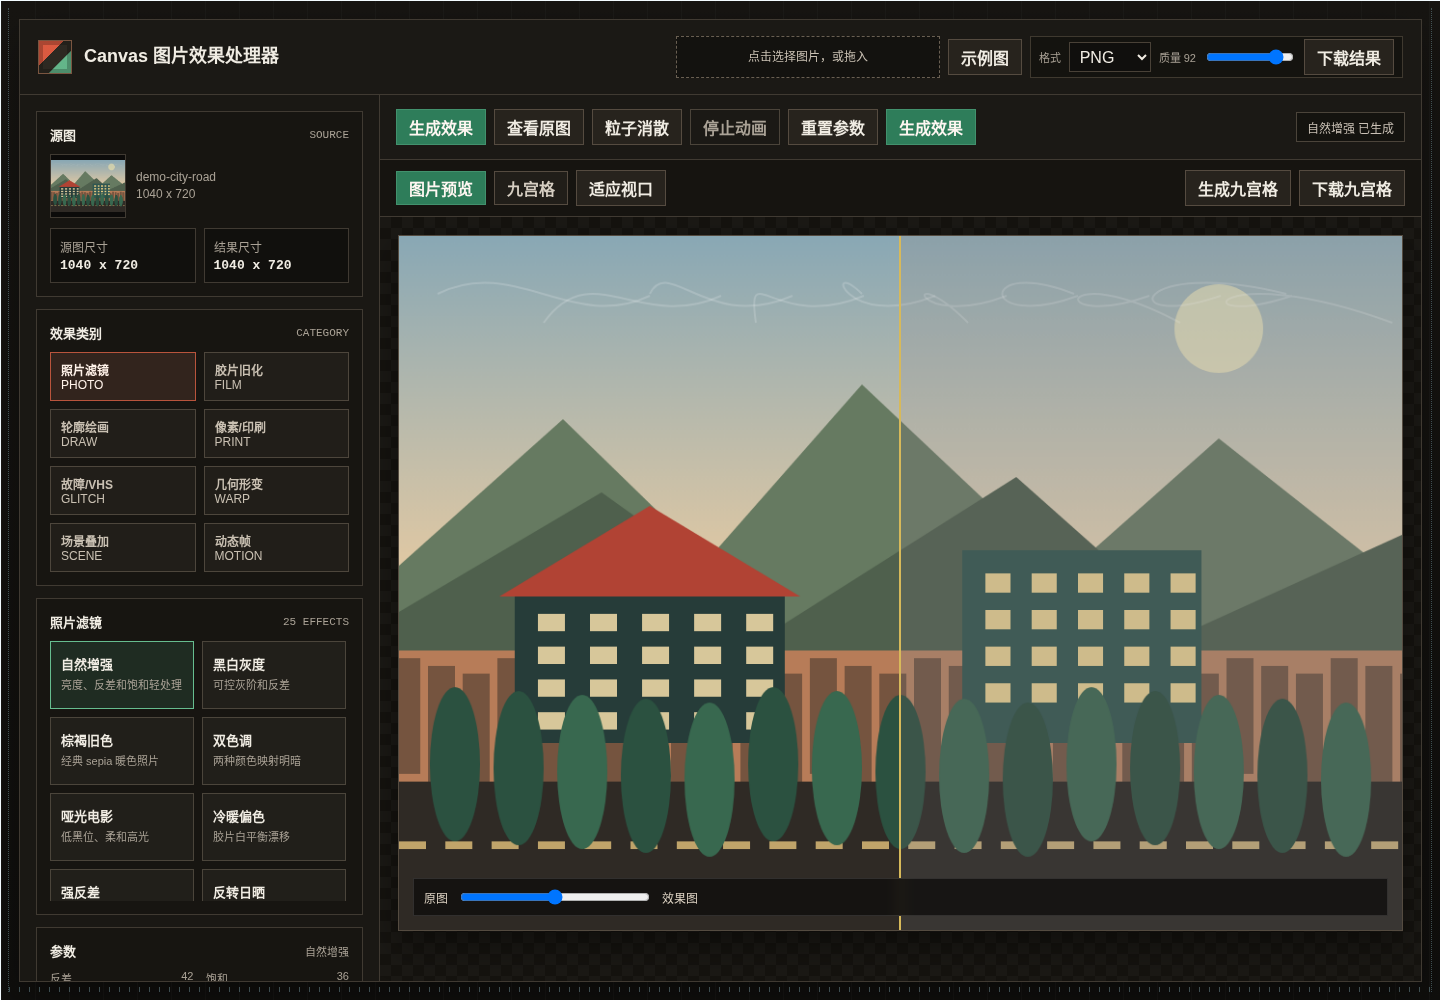 Canvas 图片效果处理器
点击选择图片，或拖入
示例图
格式
PNG
质量 92
下载结果
源图
SOURCE
demo-city-road
1040 x 720
源图尺寸
1040 x 720
结果尺寸
1040 x 720
效果类别
CATEGORY
照片滤镜
PHOTO
胶片旧化
FILM
轮廓绘画
DRAW
像素/印刷
PRINT
故障/VHS
GLITCH
几何形变
WARP
场景叠加
SCENE
动态帧
MOTION
照片滤镜
25 EFFECTS
自然增强
亮度、反差和饱和轻处理
黑白灰度
可控灰阶和反差
棕褐旧色
经典 sepia 暖色照片
双色调
两种颜色映射明暗
哑光电影
低黑位、柔和高光
冷暖偏色
胶片白平衡漂移
强反差
反转日晒
参数
自然增强
反差
42
饱和
36
生成效果
查看原图
粒子消散
停止动画
重置参数
生成效果
自然增强 已生成
图片预览
九宫格
适应视口
生成九宫格
下载九宫格
原图
效果图